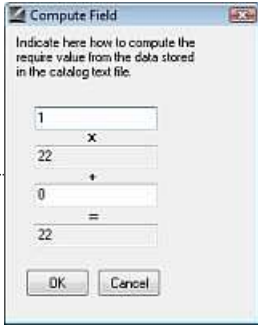 Compute Field
Indicate here how to compute the
require value from the data stored
in the catalog text file.
1
x
22
+
0
=
22
OK Cancel